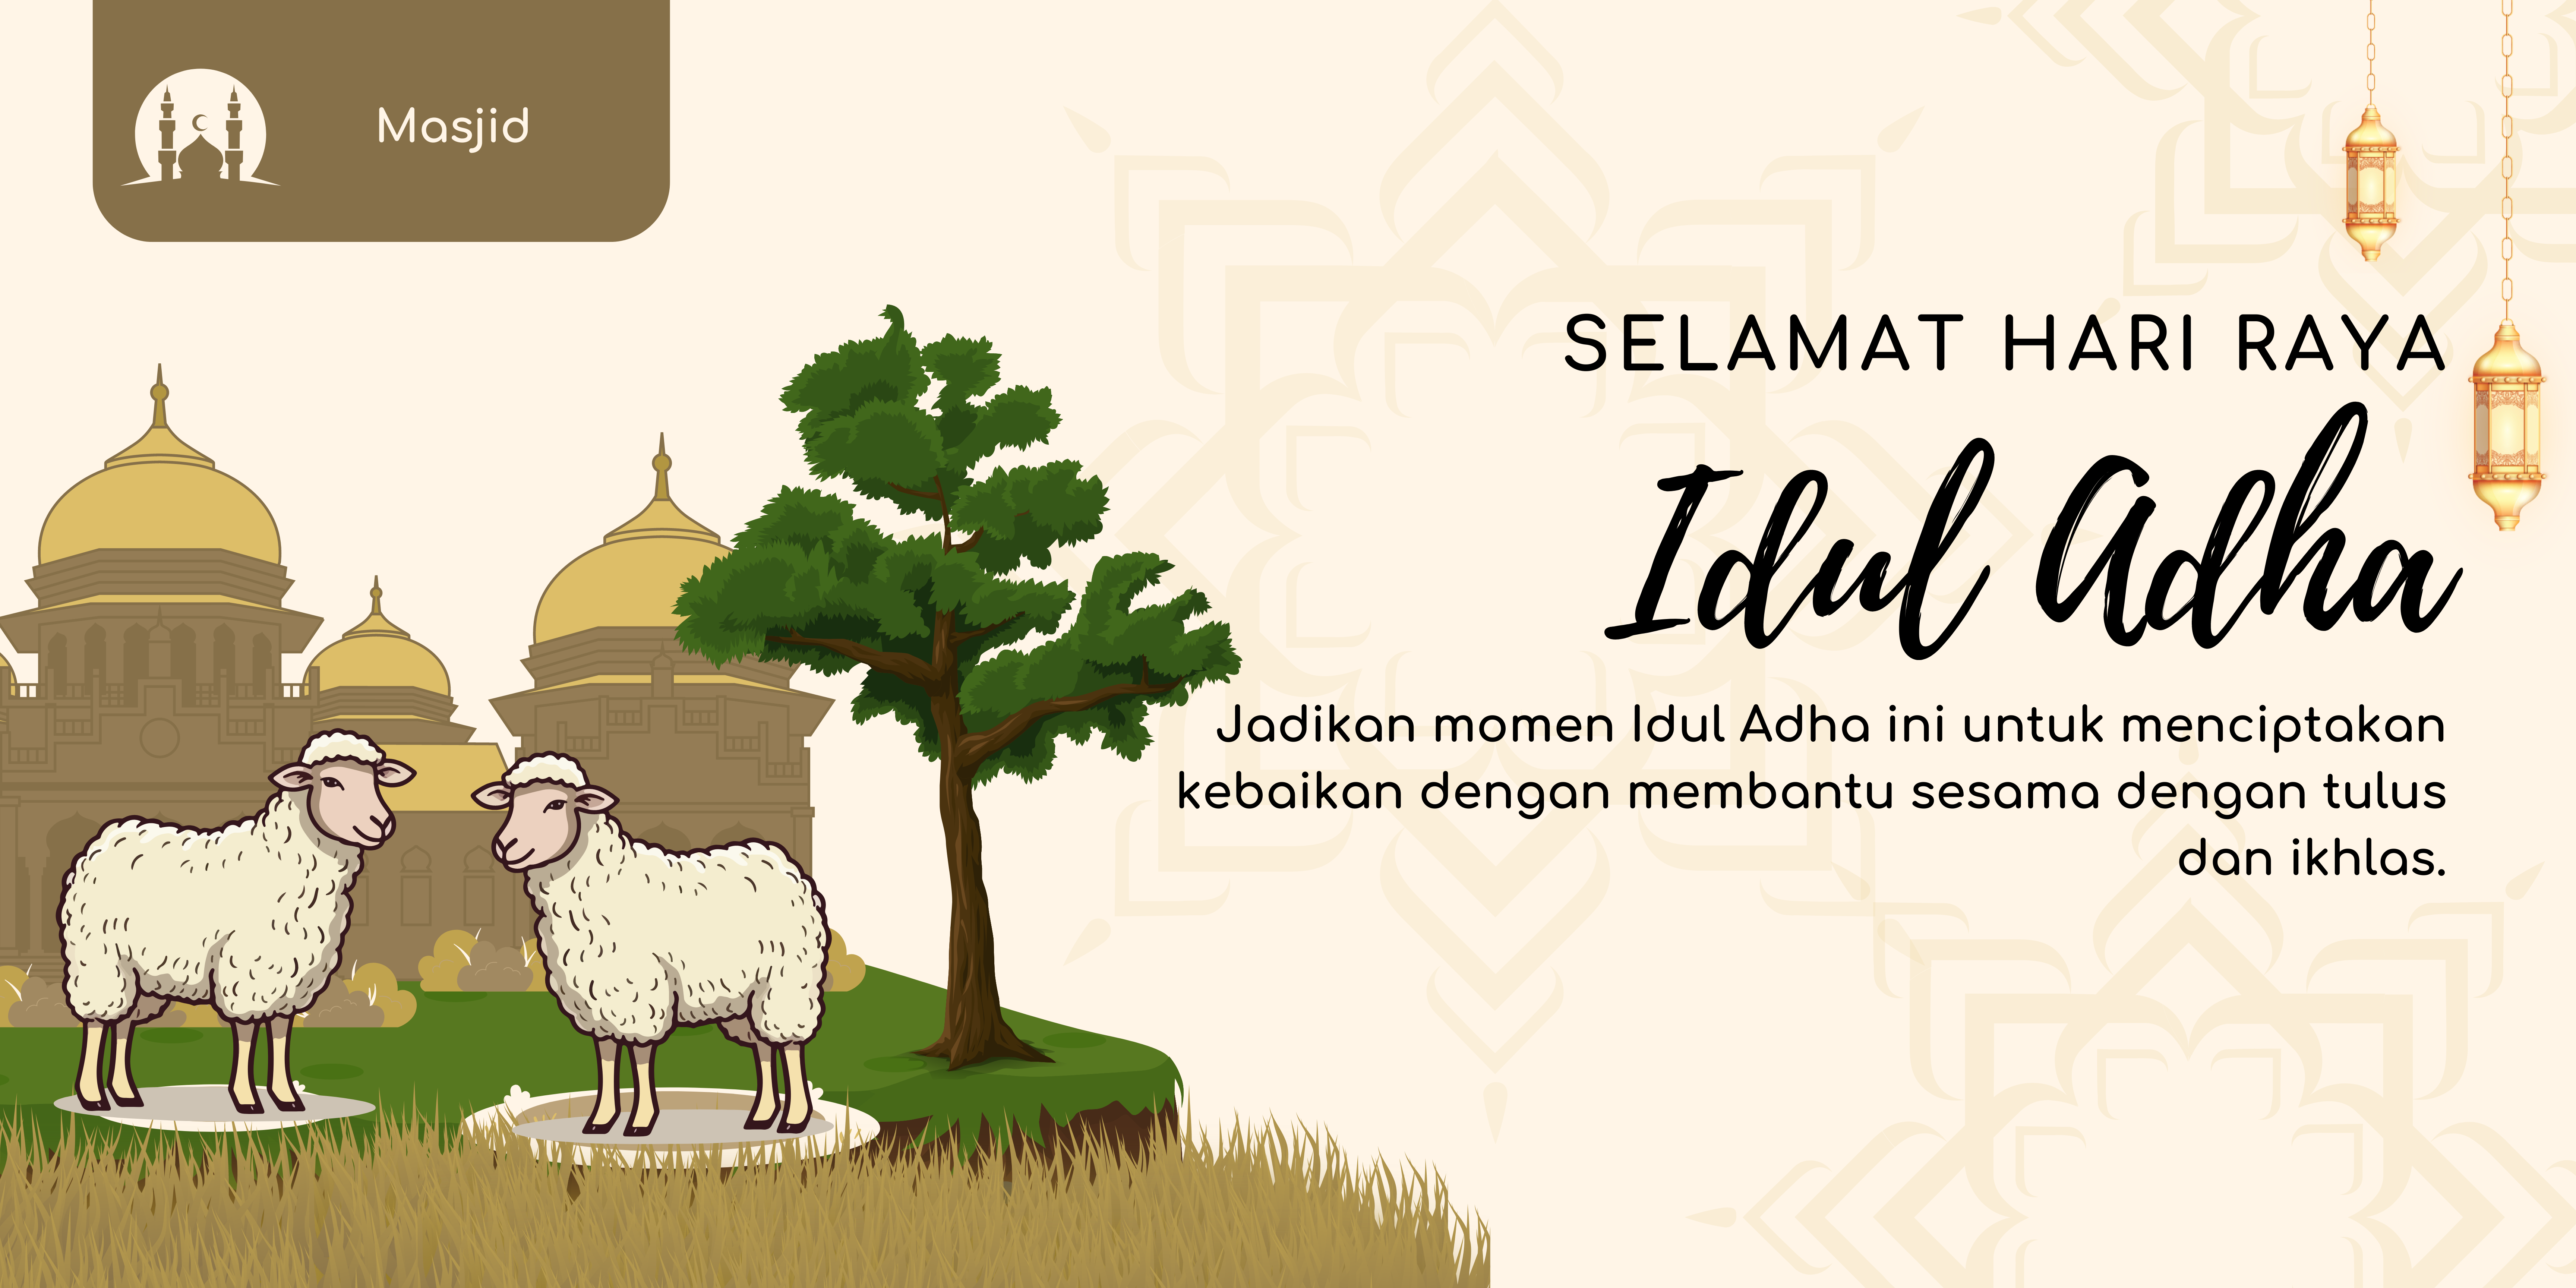 Masjid
SELAMAT HARI RAYA
Idul Adha
Jadikan momen Idul Adha ini untuk menciptakan
kebaikan dengan membantu sesama dengan tulus
dan ikhlas.